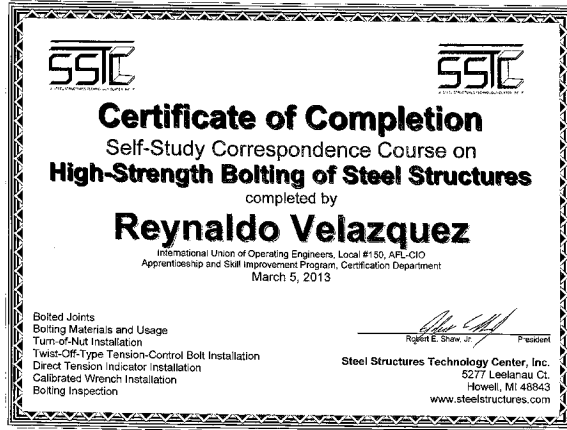 SSTC
SSTC
Certificate of Completion
Self-Study Correspondence Course on
High-Strength Bolting of Steel Structures
completed by
Reynaldo Velazquez
International Union of Operating Engineers, Local #150, AFL-CIO
Apprenticeship and Skill Improvement Program, Certification Department
March 5, 2013
Bolted Joints
Bolting Materials and Usage
Turn-of-Nut Installation
Twist-Off-Type Tension-Control Bolt Installation
Direct Tension Indicator Installation
Calibrated Wrench Installation
Bolting Inspection
Robert E. Shaw, Jr. President
Steel Structures Technology Center, Inc.
5277 Leelanau Ct.
Howell, MI 48843
www.steelstructures.com